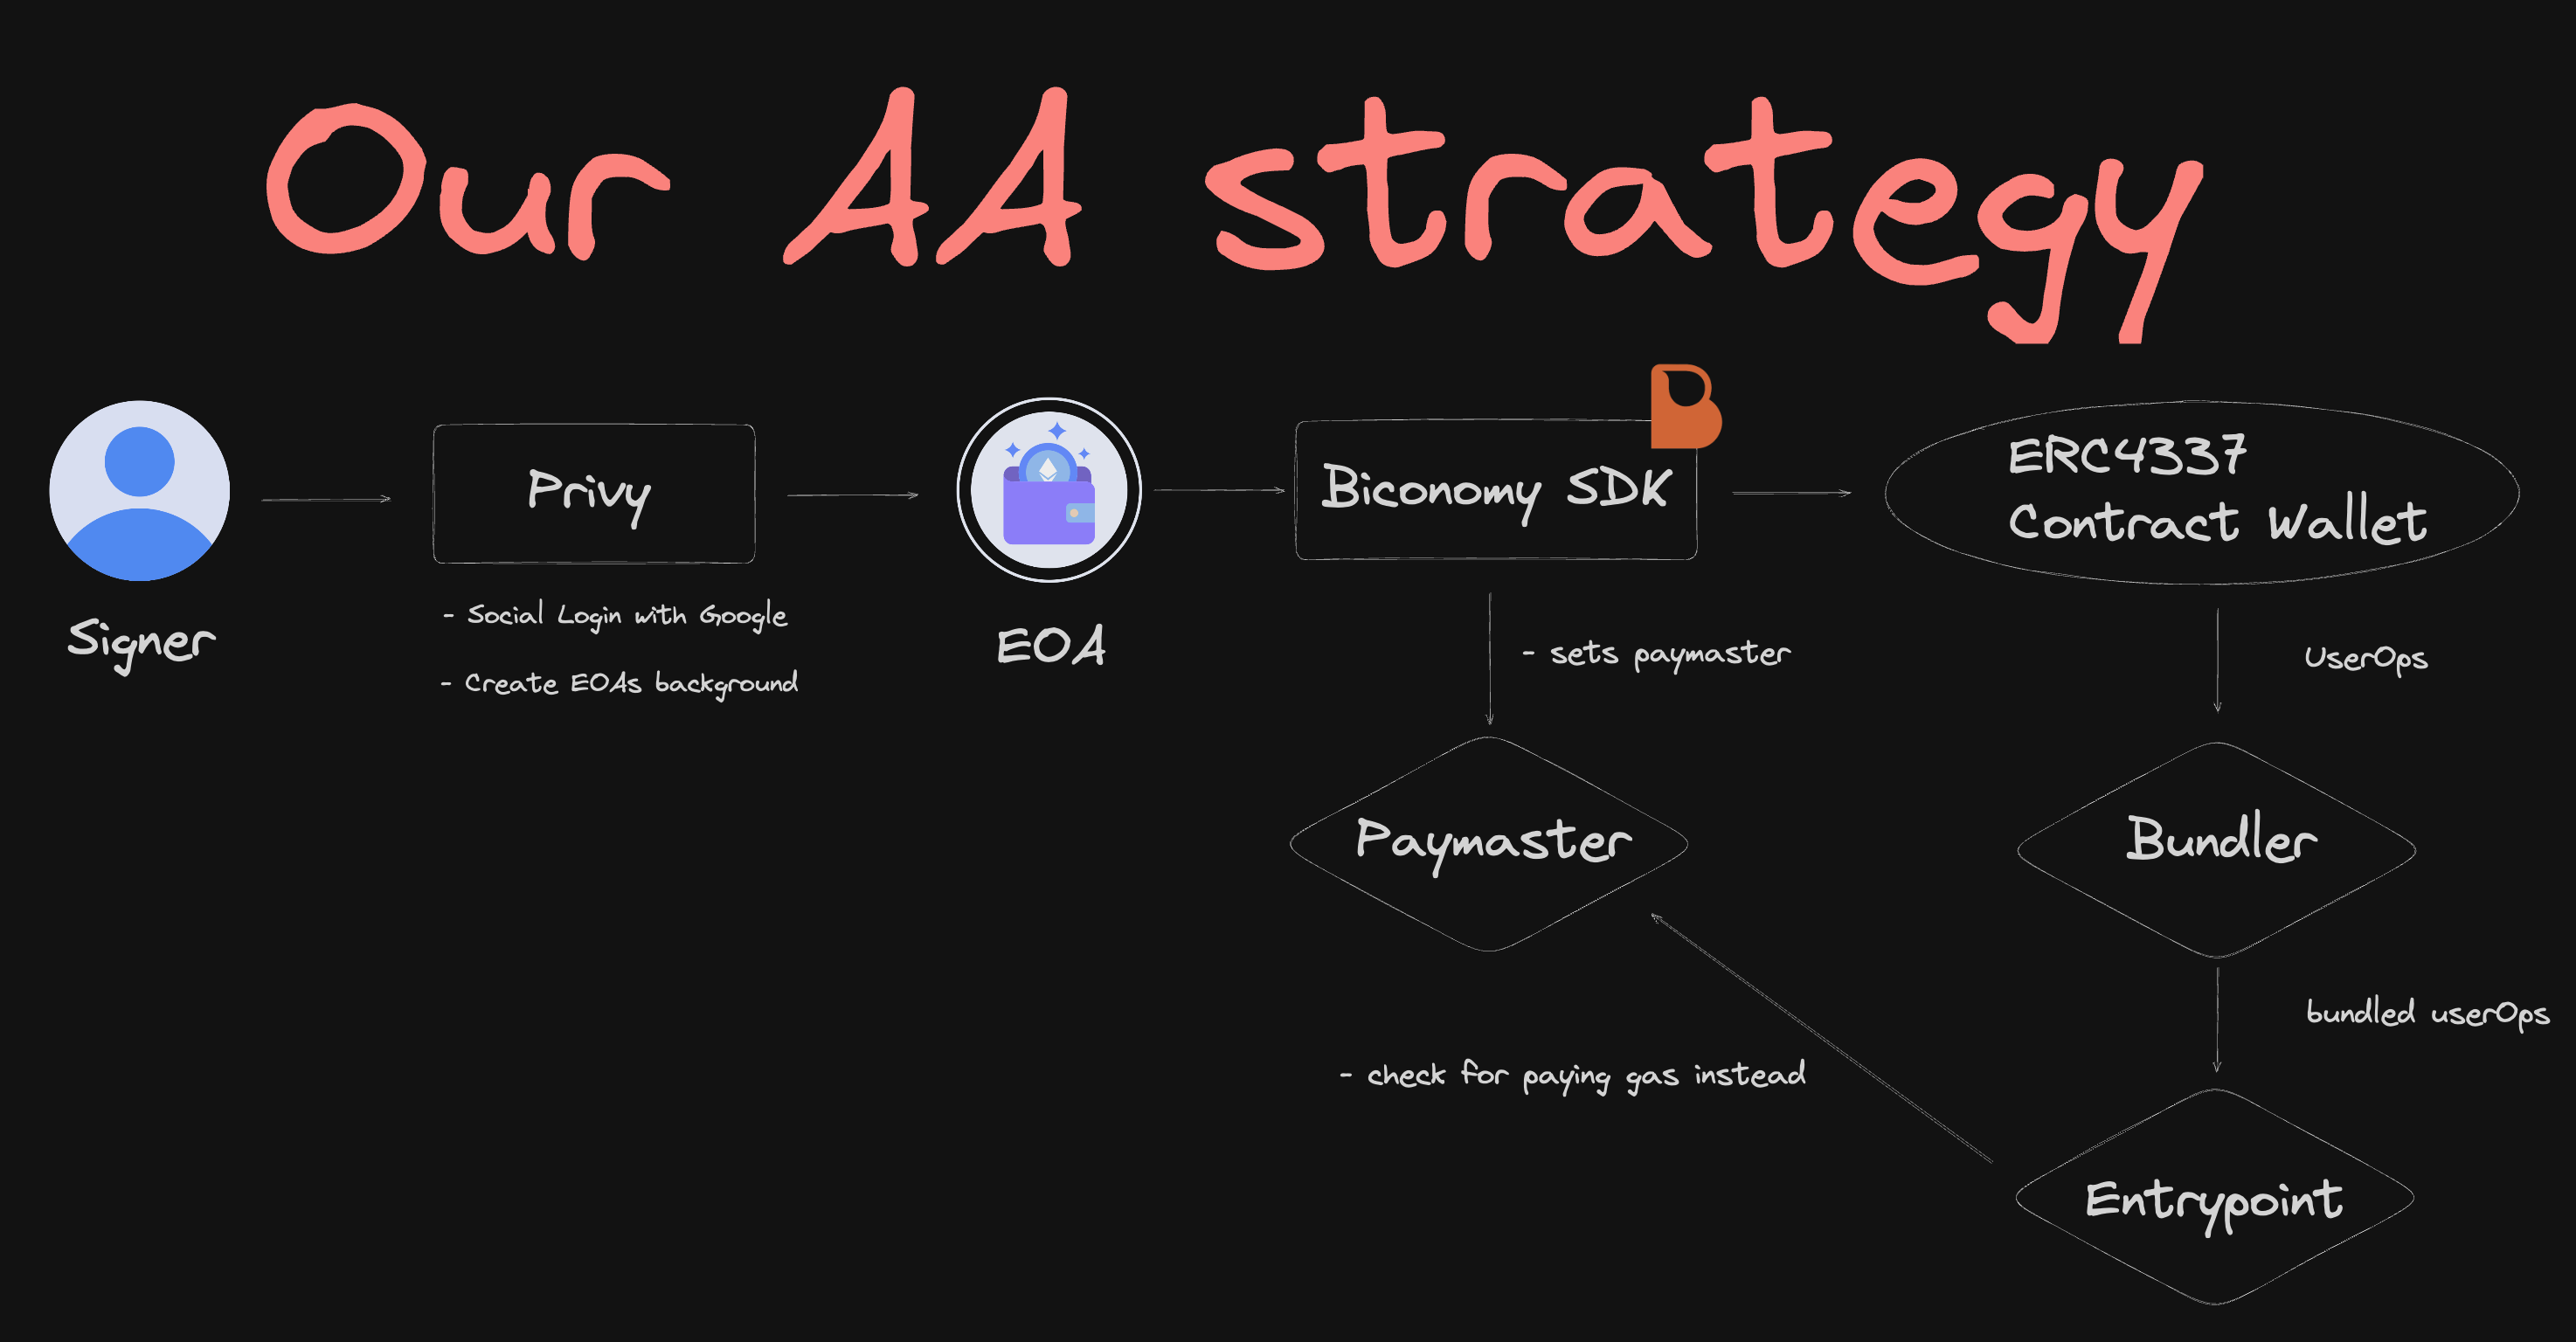 Our AA strategy
Signer
Privy
- Social Login with Google
- Create EOAs background
EOA
Biconomy SDK
- sets paymaster
Paymaster
ERC4337
Contract Wallet
UserOps
Bundler
bundled userOps
- check for paying gas instead
Entrypoint